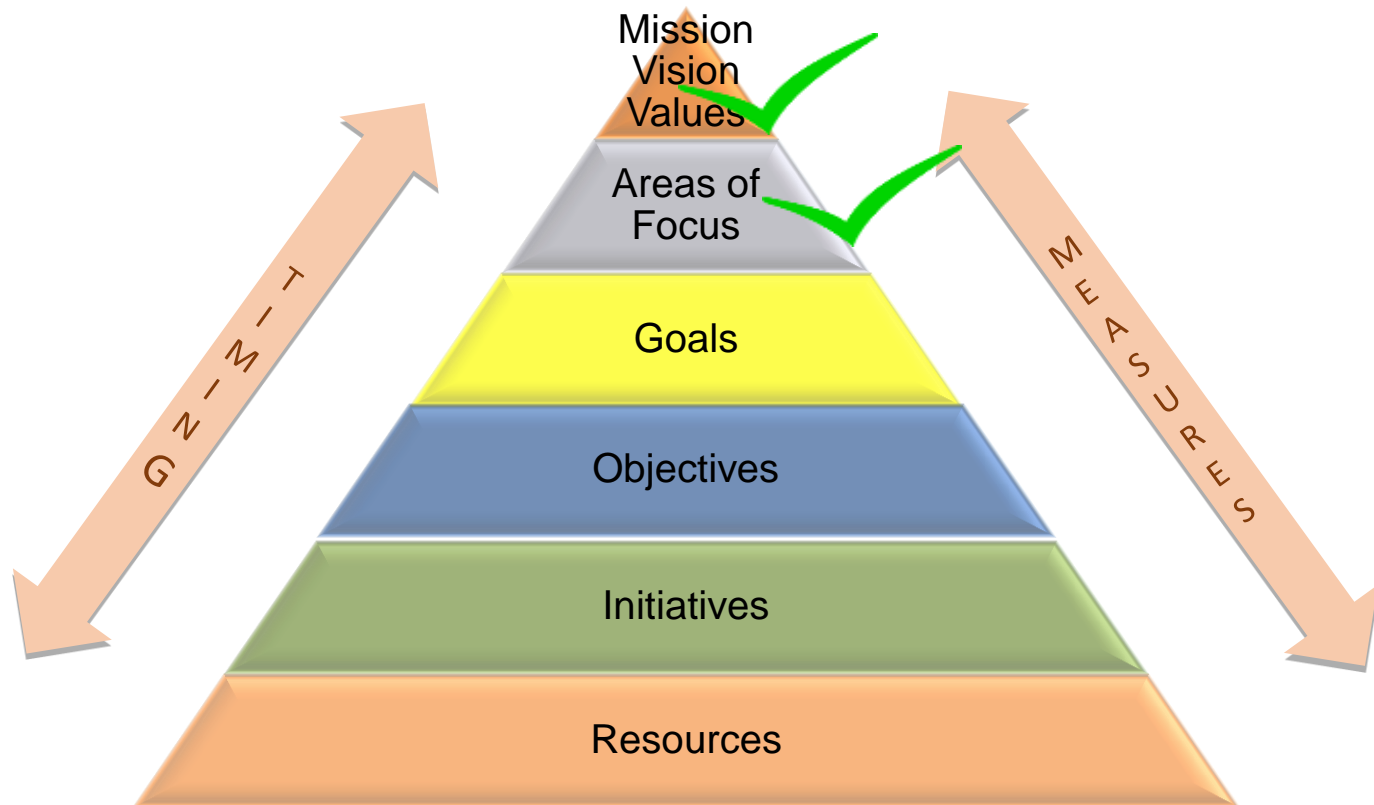 Mission
Vision
Values
Areas of
Focus
Goals
Objectives
Initiatives
Resources
TIMING
MEASURES